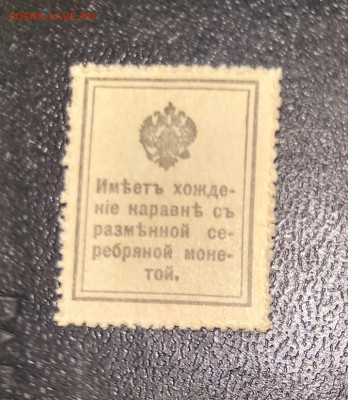 Имѣетъ хожде-
ніе наравнѣ съ
размѣнной се-
ребряной моне-
той.